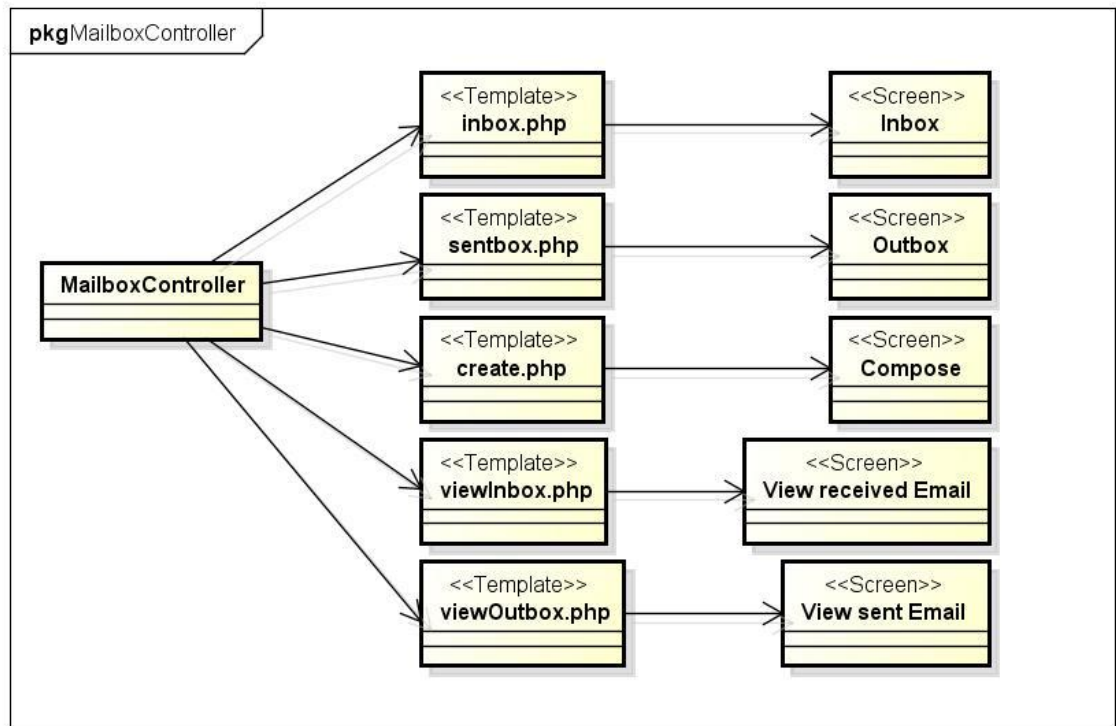 pkgMailboxController
<<Template>>
inbox.php
<<Screen>>
Inbox
<<Template>>
sentbox.php
<<Screen>>
Outbox
MailboxController
<<Template>>
create.php
<<Screen>>
Compose
<<Template>>
viewInbox.php
<<Screen>>
View received Email
<<Template>>
viewOutbox.php
<<Screen>>
View sent Email